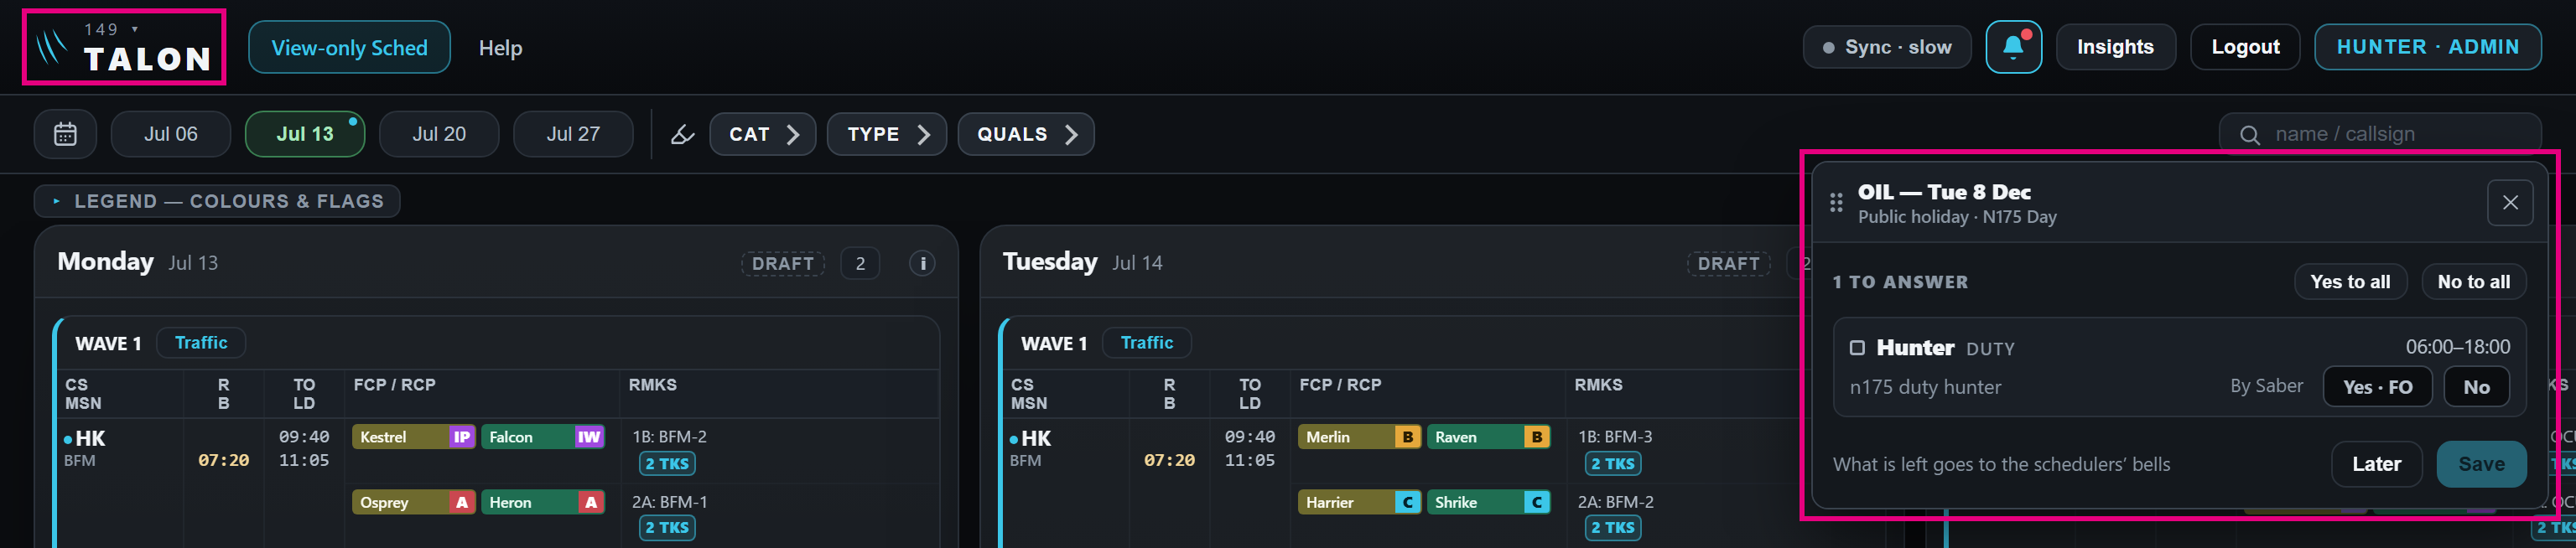 149 ▾
TALON
View-only Sched
Help
Sync · slow
Insights
Logout
HUNTER · ADMIN
Jul 06
Jul 13
Jul 20
Jul 27
CAT
TYPE
QUALS
name / callsign
LEGEND — COLOURS & FLAGS
Monday Jul 13
DRAFT
2
i
WAVE 1
Traffic
CS
MSN
R
B
TO
LD
FCP / RCP
RMKS
HK
BFM
07:20
09:40
11:05
Kestrel IP
Falcon IW
1B: BFM-2
2 TKS
Osprey A
Heron A
2A: BFM-1
2 TKS
Tuesday Jul 14
DRAFT
2
WAVE 1
Traffic
CS
MSN
R
B
TO
LD
FCP / RCP
RMKS
HK
BFM
07:20
09:40
11:05
Merlin B
Raven B
1B: BFM-3
2 TKS
Harrier C
Shrike C
2A: BFM-2
2 TKS
OIL — Tue 8 Dec
Public holiday · N175 Day
1 TO ANSWER
Yes to all
No to all
Hunter DUTY
06:00–18:00
n175 duty hunter
By Saber
Yes · FO
No
What is left goes to the schedulers’ bells
Later
Save
2 TKS